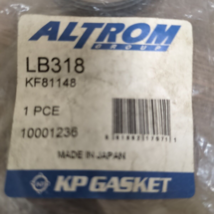 ALTROM
GROUP
LB318
KF81148
1 PCE
10001236
MADE IN JAPAN
KP GASKET